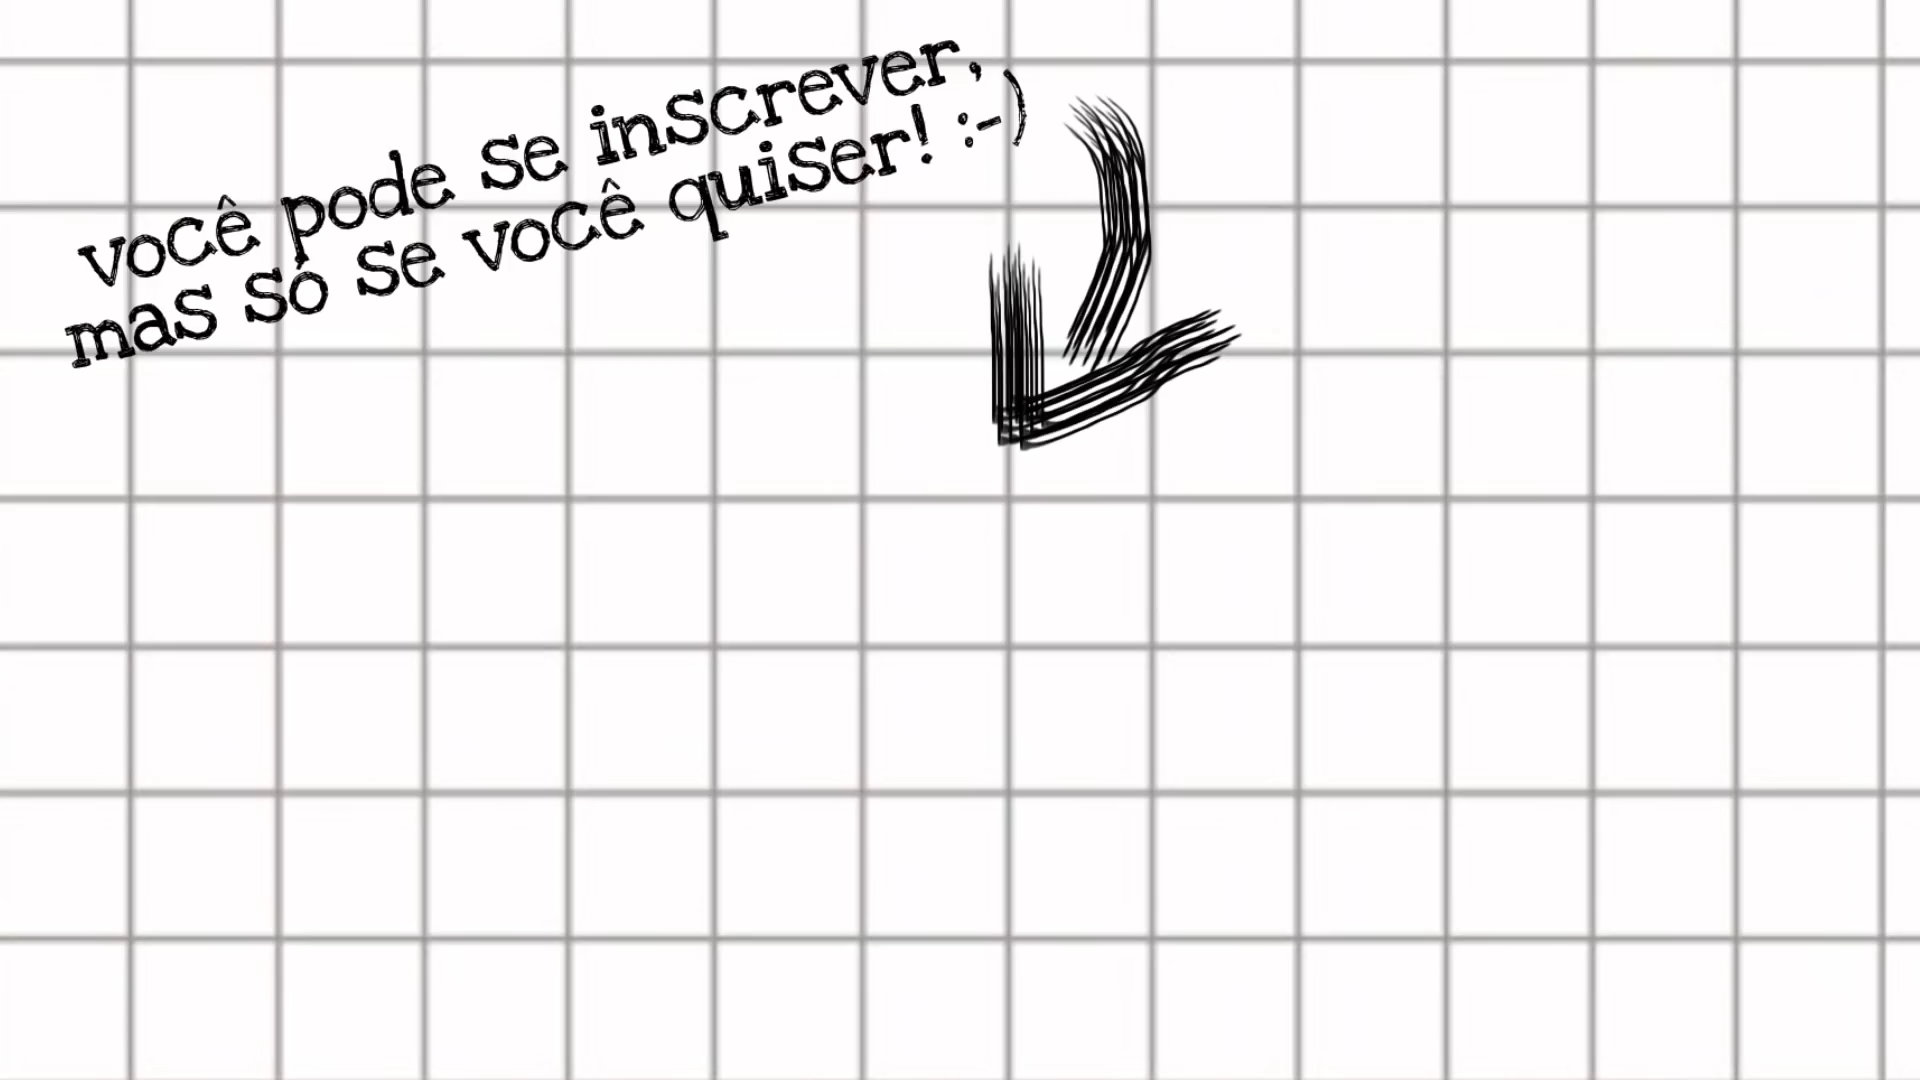 você pode se inscrever,
mas só se você quiser! :-)